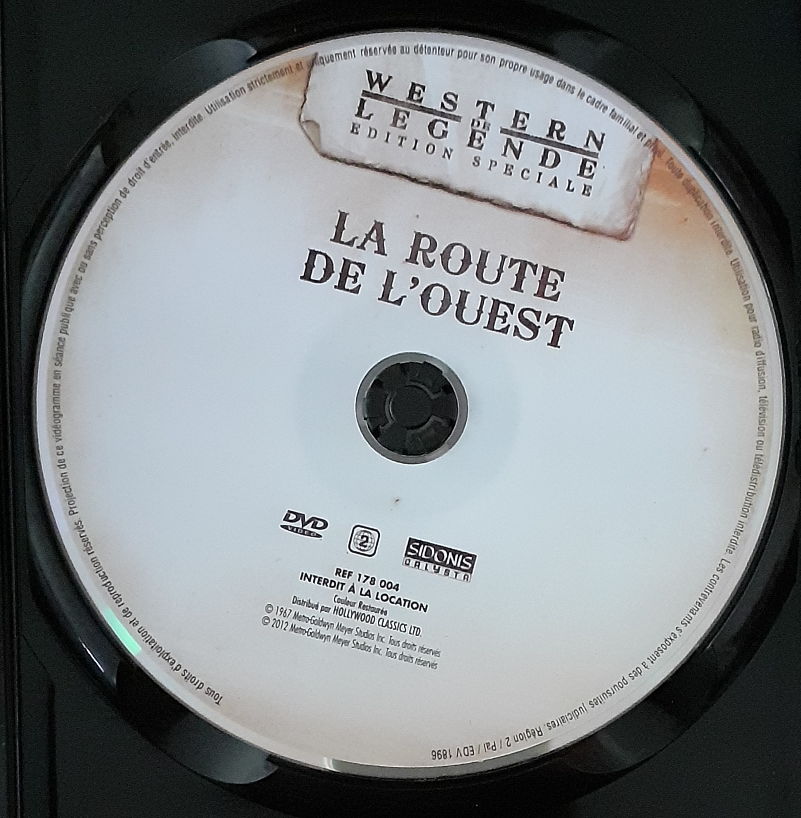 WESTERN
DE
LEGENDE
EDITION SPECIALE
LA ROUTE
DE L'OUEST
DVD
VIDEO
2
SIDONIS
CALYSTA
REF 178 004
INTERDIT À LA LOCATION
Couleur Restaurée
Distribué par HOLLYWOOD CLASSICS LTD.
© 1967 Metro-Goldwyn Meyer Studios Inc. Tous droits réservés
© 2012 Metro-Goldwyn Meyer Studios Inc. Tous droits réservés
Tous droits d'exploitation et de reproduction réservés. Projection de ce vidéogramme en séance publique avec ou sans perception de droit d'entrée, interdite. Utilisation strictement et uniquement réservée au détenteur pour son propre usage dans le cadre familial et privé. Toute duplication interdite. Utilisation pour radio diffusion, télévision ou télédistribution interdite. Les contrevenants s'exposent à des poursuites judiciaires. Région 2 / Pal / EDV 1896